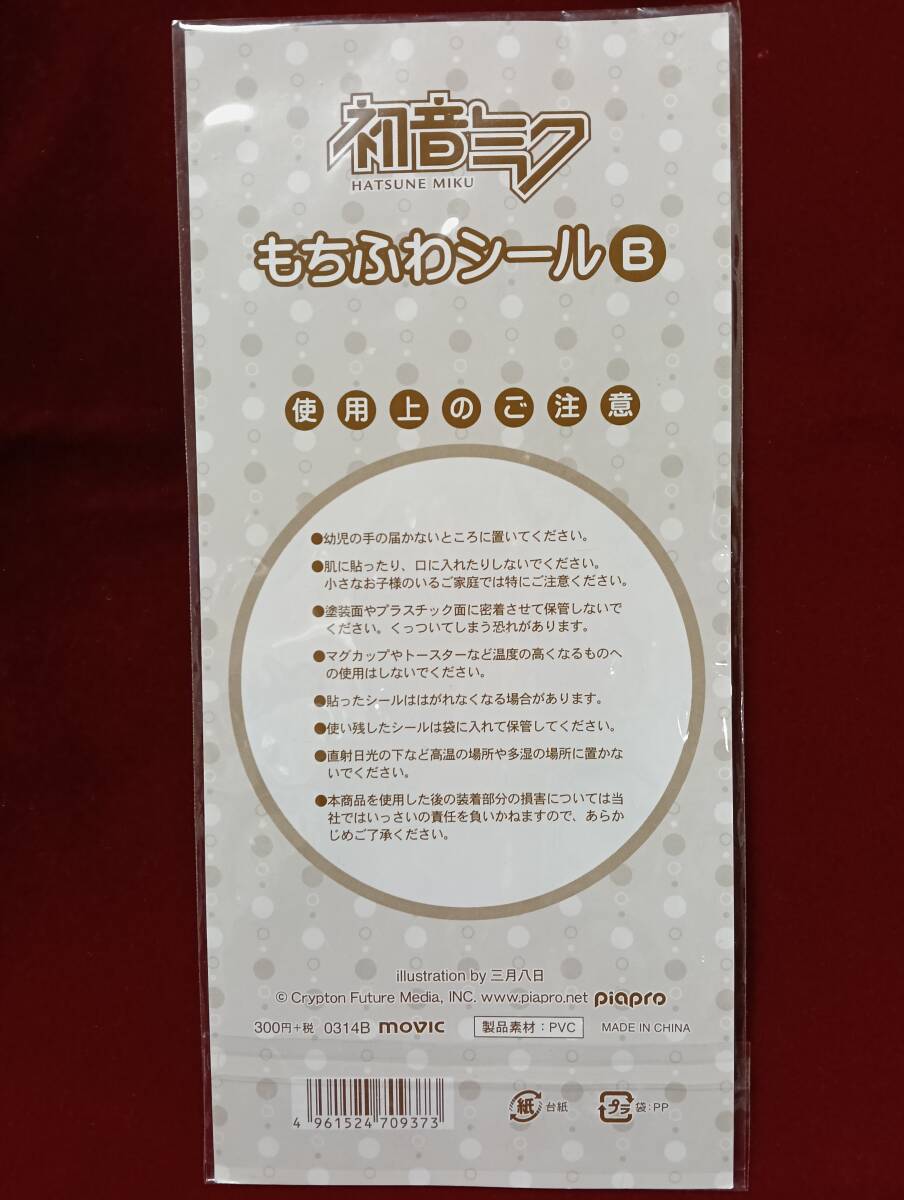 初音ミク
HATSUNE MIKU
もちふわシールB
使用上のご注意
●幼児の手の届かないところに置いてください。
●肌に貼ったり、口に入れたりしないでください。
小さなお子様のいるご家庭では特にご注意ください。
●塗装面やプラスチック面に密着させて保管しないで
ください。くっついてしまう恐れがあります。
●マグカップやトースターなど温度の高くなるものへ
の使用はしないでください。
●貼ったシールははがれなくなる場合があります。
●使い残したシールは袋に入れて保管してください。
●直射日光の下など高温の場所や多湿の場所に置かな
いでください。
●本商品を使用した後の装着部分の損害については当
社ではいっさいの責任を負いかねますので、あらか
じめご了承ください。
illustration by 三月八日
© Crypton Future Media, INC. www.piapro.net piapro
300円+税 0314B movic 製品素材:PVC MADE IN CHINA
4 961524 709373
紙 台紙 プラ 袋:PP